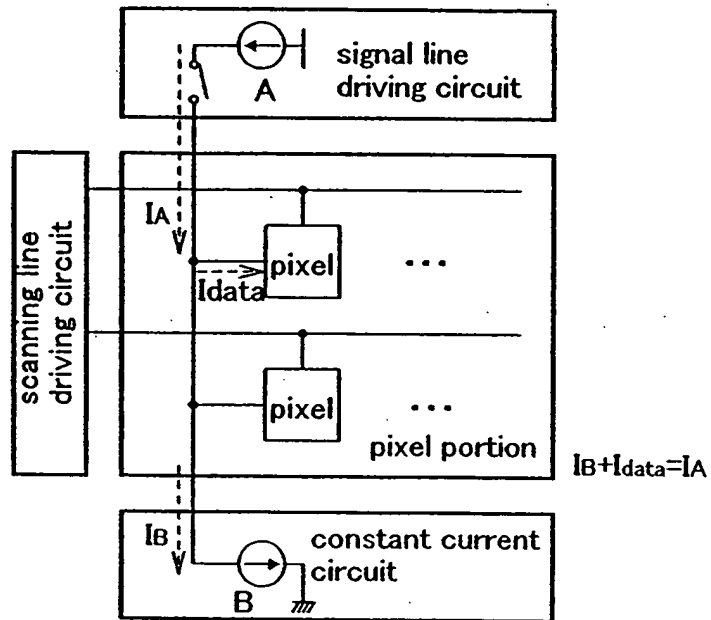 signal line
driving circuit
A
scanning line
driving circuit
IA
pixel
...
Idata
pixel
...
pixel portion
IB+Idata=IA
IB
constant current
circuit
B